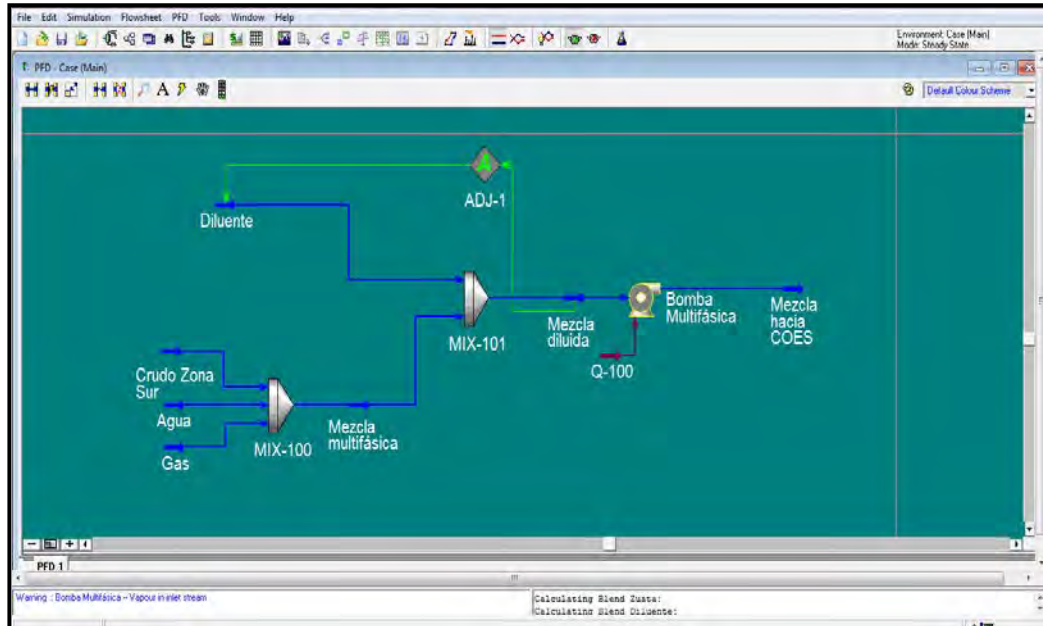 File Edit Simulation Flowsheet PFD Tools Window Help
Environment: Case (Main)
Mode: Steady State
PFD - Case (Main)
A
Default Colour Scheme
ADJ-1
Diluente
MIX-101
Mezcla
diluida
Bomba
Multifásica
Mezcla
hacia
COES
Q-100
Crudo Zona
Sur
Agua
Gas
MIX-100
Mezcla
multifásica
PFD 1
Warning : Bomba Multifásica -- Vapour in inlet stream
Calculating Blend Zuata:
Calculating Blend Diluente: